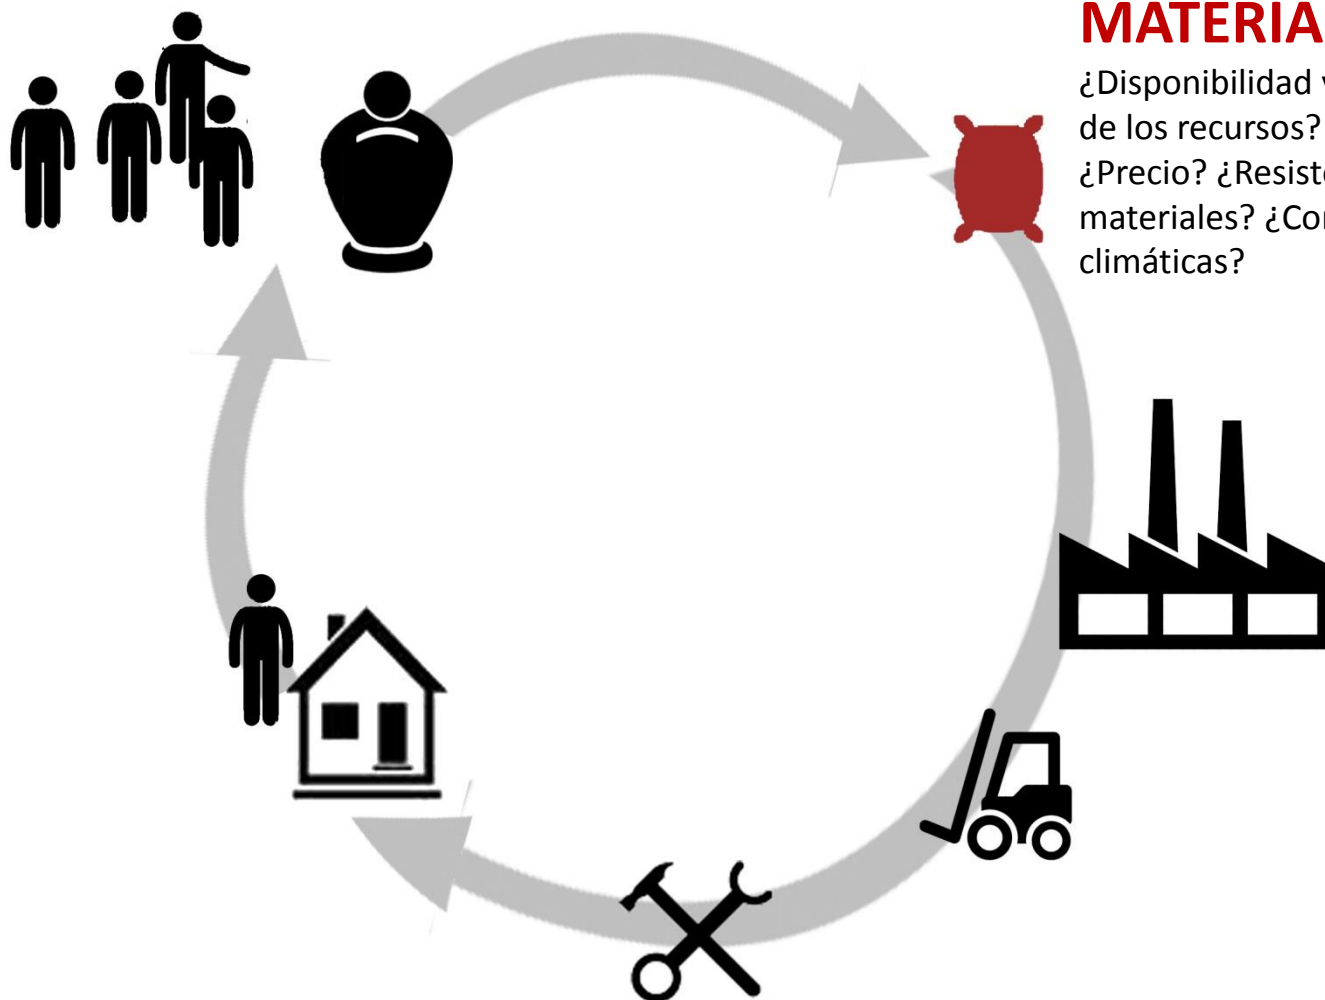 MATERIA
¿Disponibilidad
de los recursos?
¿Precio?
materiales?
climáticas?